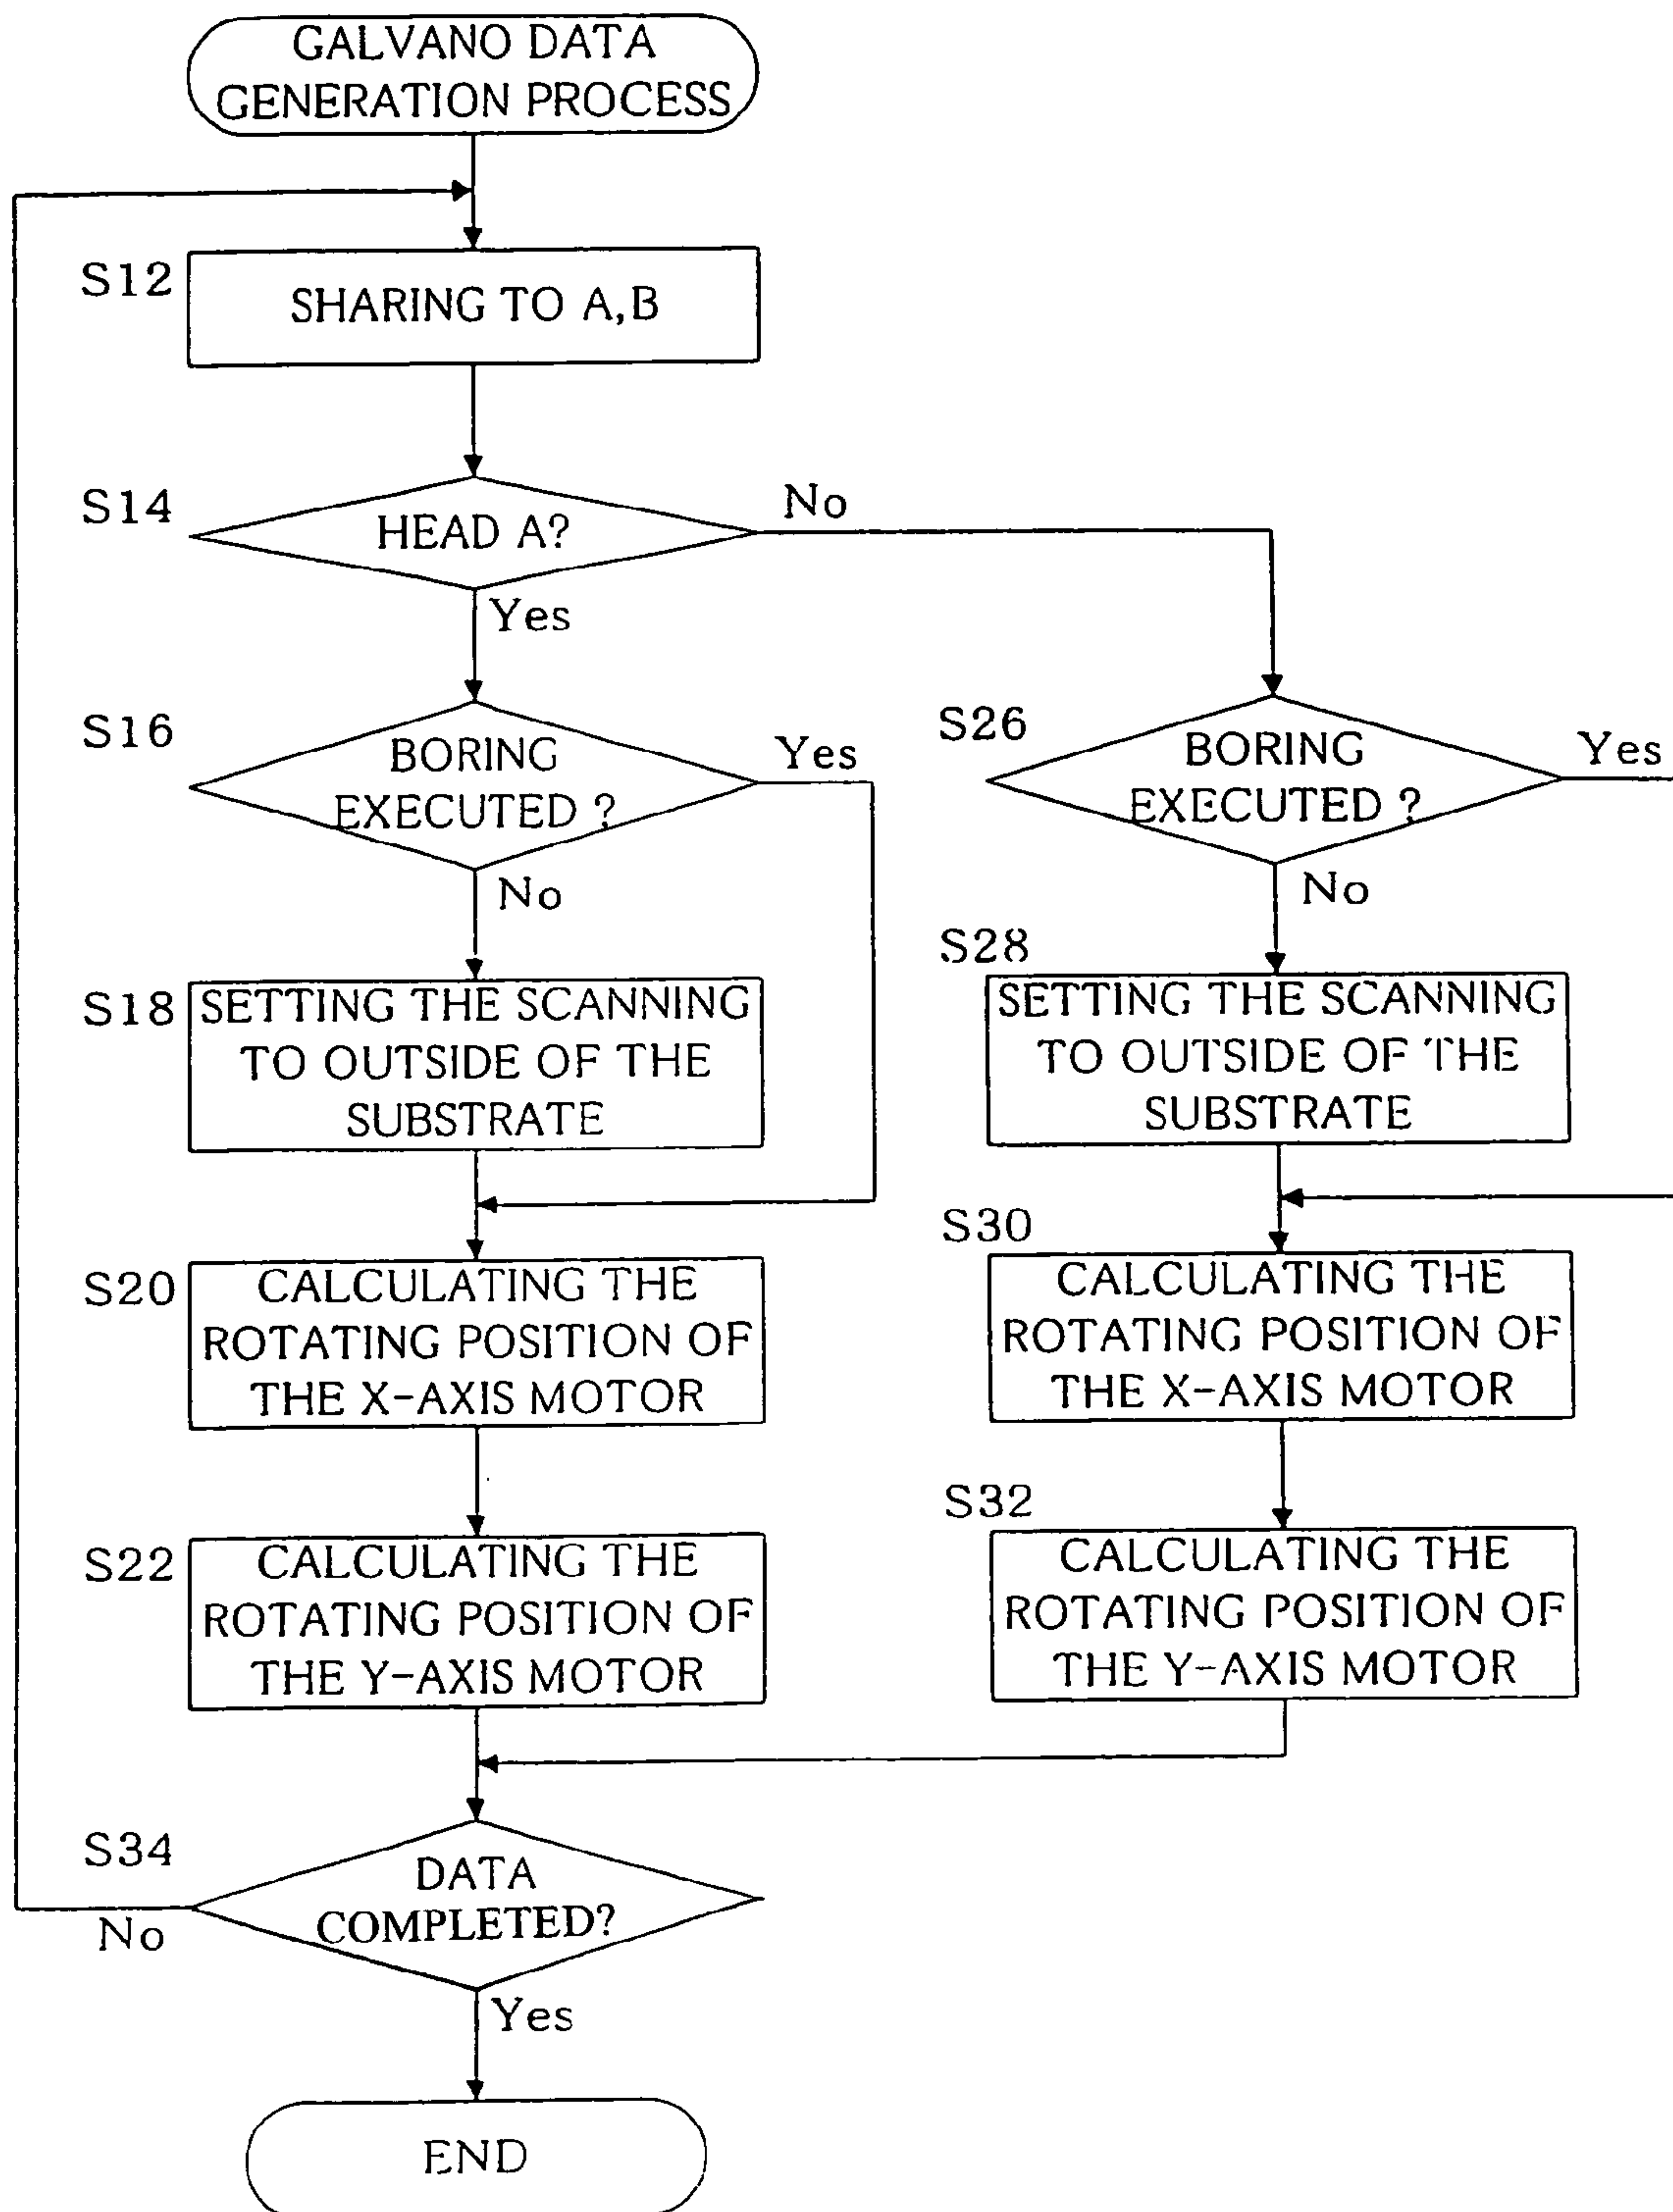 GALVANO DATA
GENERATION PROCESS
S12
SHARING TO A,B
S14
HEAD A?
No
Yes
S16
BORING
EXECUTED ?
Yes
No
S26
BORING
EXECUTED ?
Yes
No
S18
SETTING THE SCANNING
TO OUTSIDE OF THE
SUBSTRATE
S28
SETTING THE SCANNING
TO OUTSIDE OF THE
SUBSTRATE
S20
CALCULATING THE
ROTATING POSITION OF
THE X-AXIS MOTOR
S30
CALCULATING THE
ROTATING POSITION OF
THE X-AXIS MOTOR
S22
CALCULATING THE
ROTATING POSITION OF
THE Y-AXIS MOTOR
S32
CALCULATING THE
ROTATING POSITION OF
THE Y-AXIS MOTOR
S34
DATA
COMPLETED?
No
Yes
END